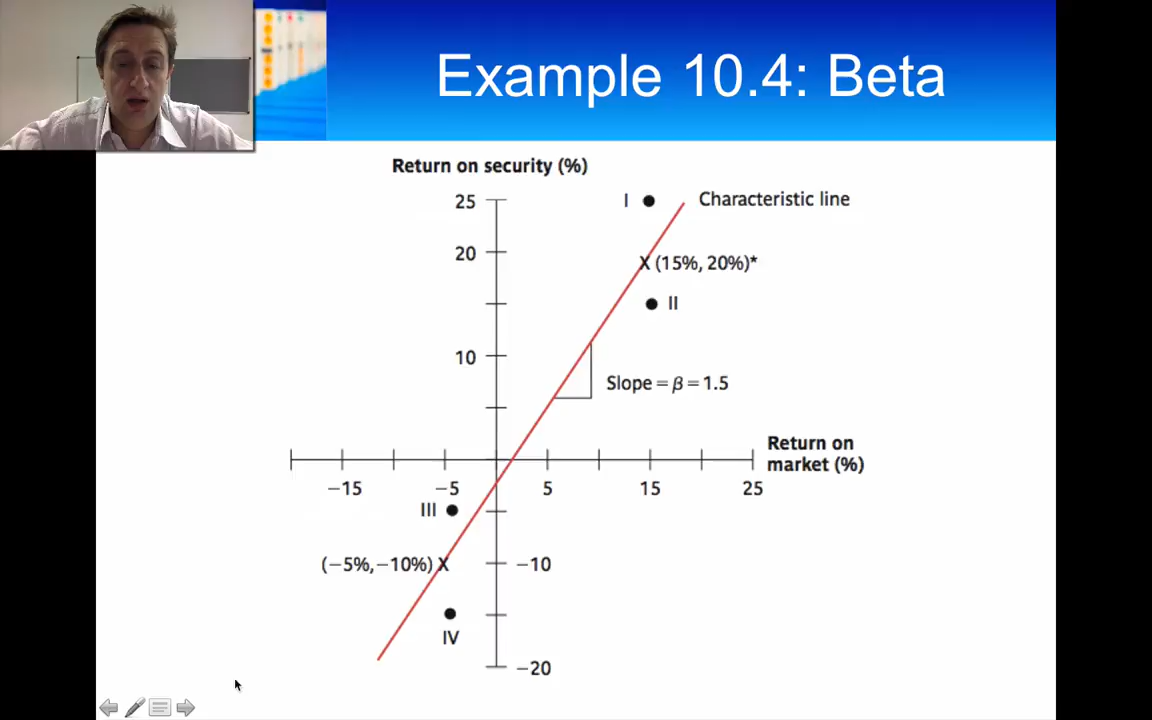 Example 10.4: Beta
Return on security (%)
25
I
Characteristic line
20
X (15%, 20%)*
II
10
Slope = β = 1.5
Return on
market (%)
−15
−5
5
15
25
III
(−5%,−10%) X
−10
IV
−20